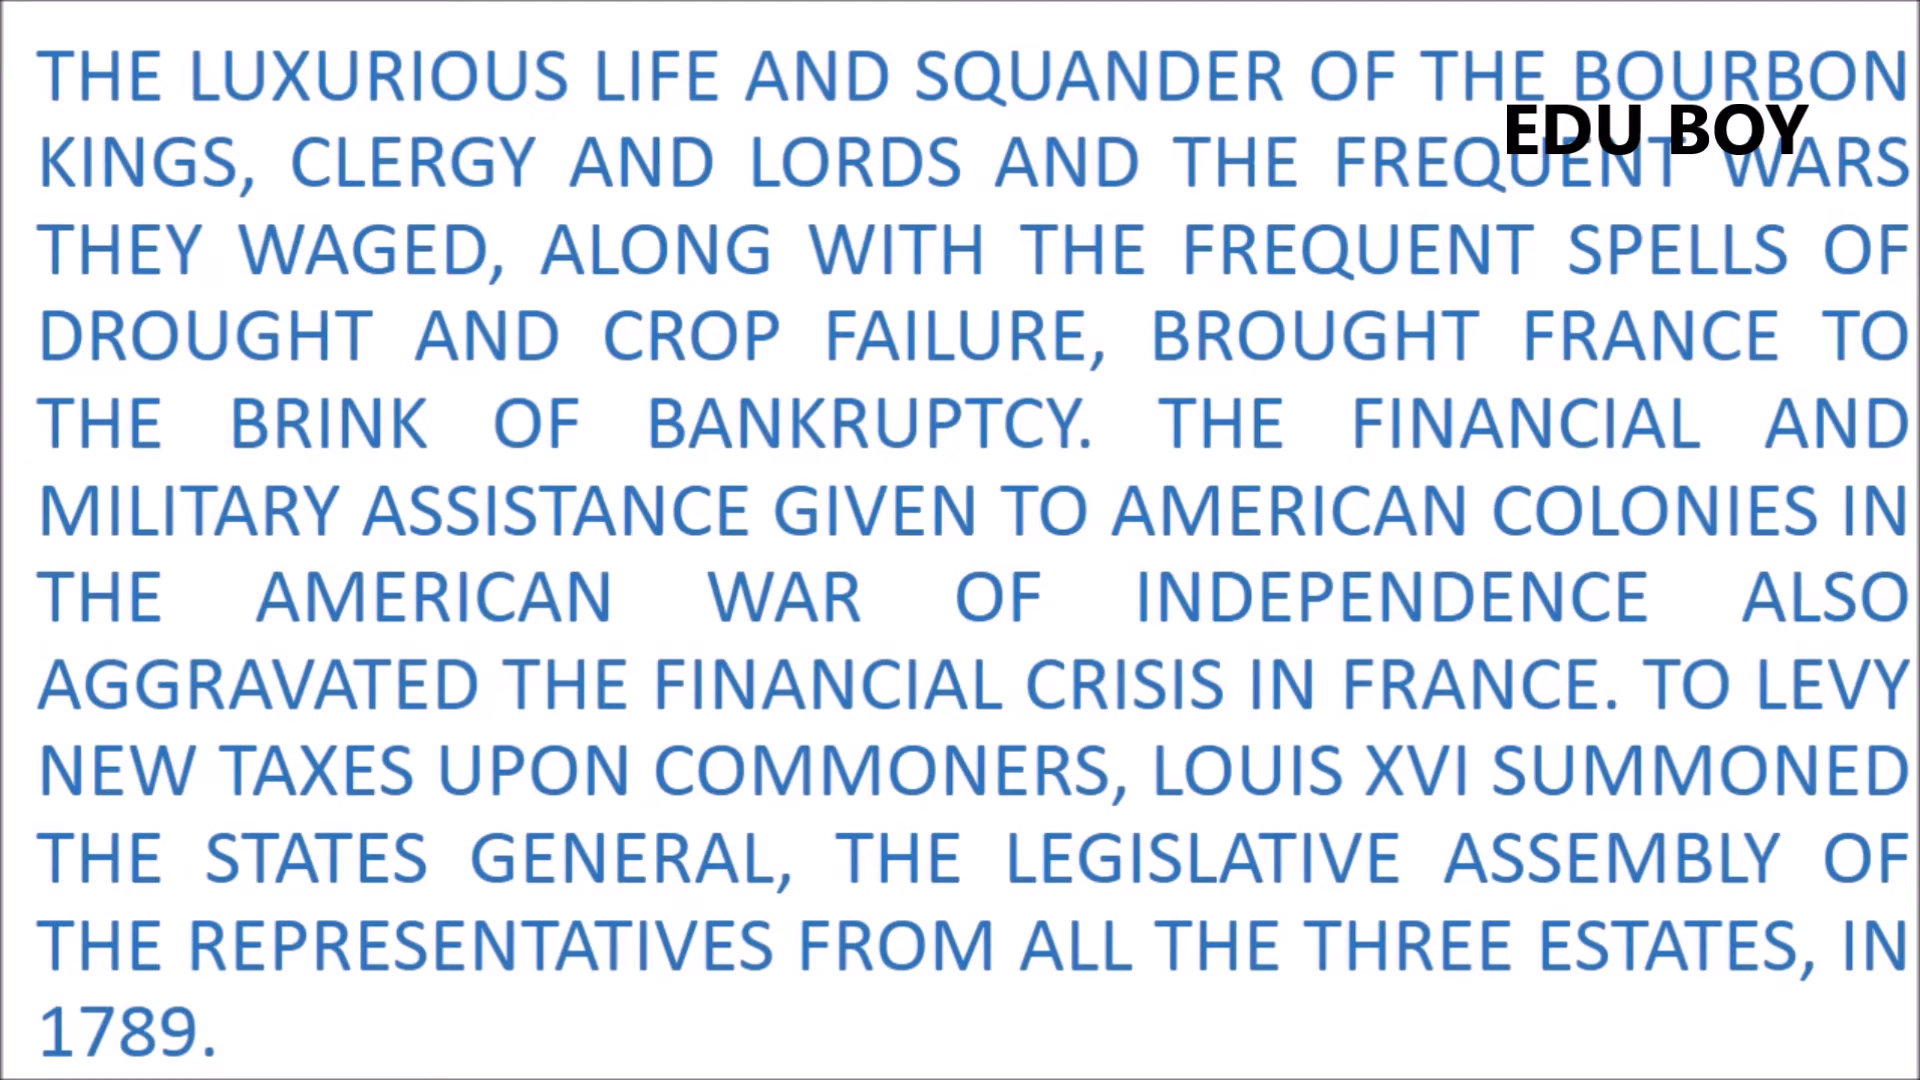 THE LUXURIOUS LIFE AND SQUANDER OF THE BOURBON
EDU BOY
KINGS, CLERGY AND LORDS AND THE FREQUENT WARS
THEY WAGED, ALONG WITH THE FREQUENT SPELLS OF
DROUGHT AND CROP FAILURE, BROUGHT FRANCE TO
THE BRINK OF BANKRUPTCY. THE FINANCIAL AND
MILITARY ASSISTANCE GIVEN TO AMERICAN COLONIES IN
THE AMERICAN WAR OF INDEPENDENCE ALSO
AGGRAVATED THE FINANCIAL CRISIS IN FRANCE. TO LEVY
NEW TAXES UPON COMMONERS, LOUIS XVI SUMMONED
THE STATES GENERAL, THE LEGISLATIVE ASSEMBLY OF
THE REPRESENTATIVES FROM ALL THE THREE ESTATES, IN
1789.